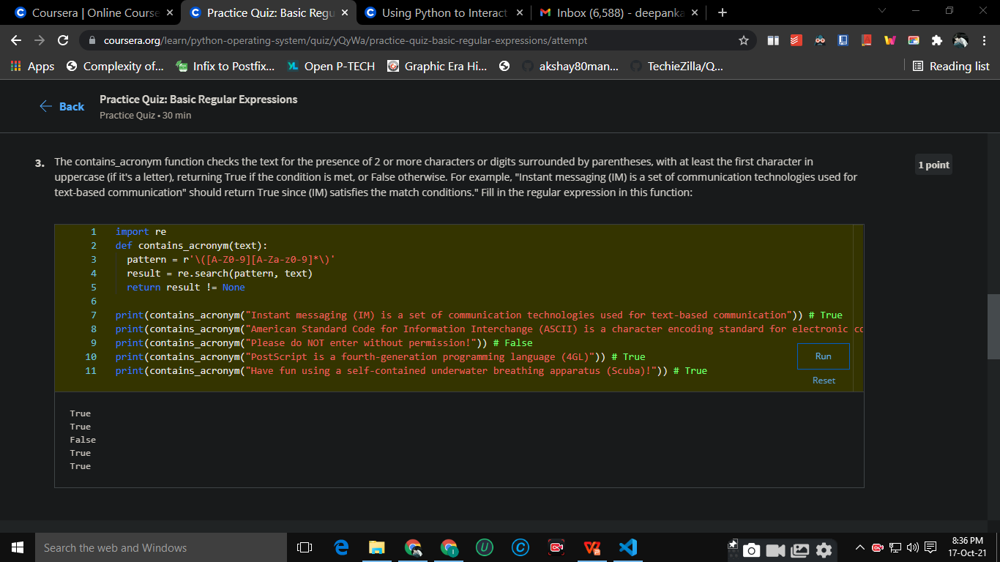 Coursera | Online Course
Practice Quiz: Basic Regu
Using Python to Interact
Inbox (6,588) - deepanka
coursera.org/learn/python-operating-system/quiz/yQyWa/practice-quiz-basic-regular-expressions/attempt
Apps
Complexity of...
Infix to Postfix...
YL Open P-TECH
Graphic Era Hi...
akshay80man...
TechieZilla/Q...
Reading list
Back
Practice Quiz: Basic Regular Expressions
Practice Quiz • 30 min
3. The contains_acronym function checks the text for the presence of 2 or more characters or digits surrounded by parentheses, with at least the first character in
uppercase (if it's a letter), returning True if the condition is met, or False otherwise. For example, "Instant messaging (IM) is a set of communication technologies used for
text-based communication" should return True since (IM) satisfies the match conditions." Fill in the regular expression in this function:
1 point
1 import re
2 def contains_acronym(text):
3 pattern = r'\([A-Z0-9][A-Za-z0-9]*\)'
4 result = re.search(pattern, text)
5 return result != None
6
7 print(contains_acronym("Instant messaging (IM) is a set of communication technologies used for text-based communication")) # True
8 print(contains_acronym("American Standard Code for Information Interchange (ASCII) is a character encoding standard for electronic co
9 print(contains_acronym("Please do NOT enter without permission!")) # False
10 print(contains_acronym("PostScript is a fourth-generation programming language (4GL)")) # True
11 print(contains_acronym("Have fun using a self-contained underwater breathing apparatus (Scuba)!")) # True
Run
Reset
True
True
False
True
True
Search the web and Windows
8:36 PM
17-Oct-21